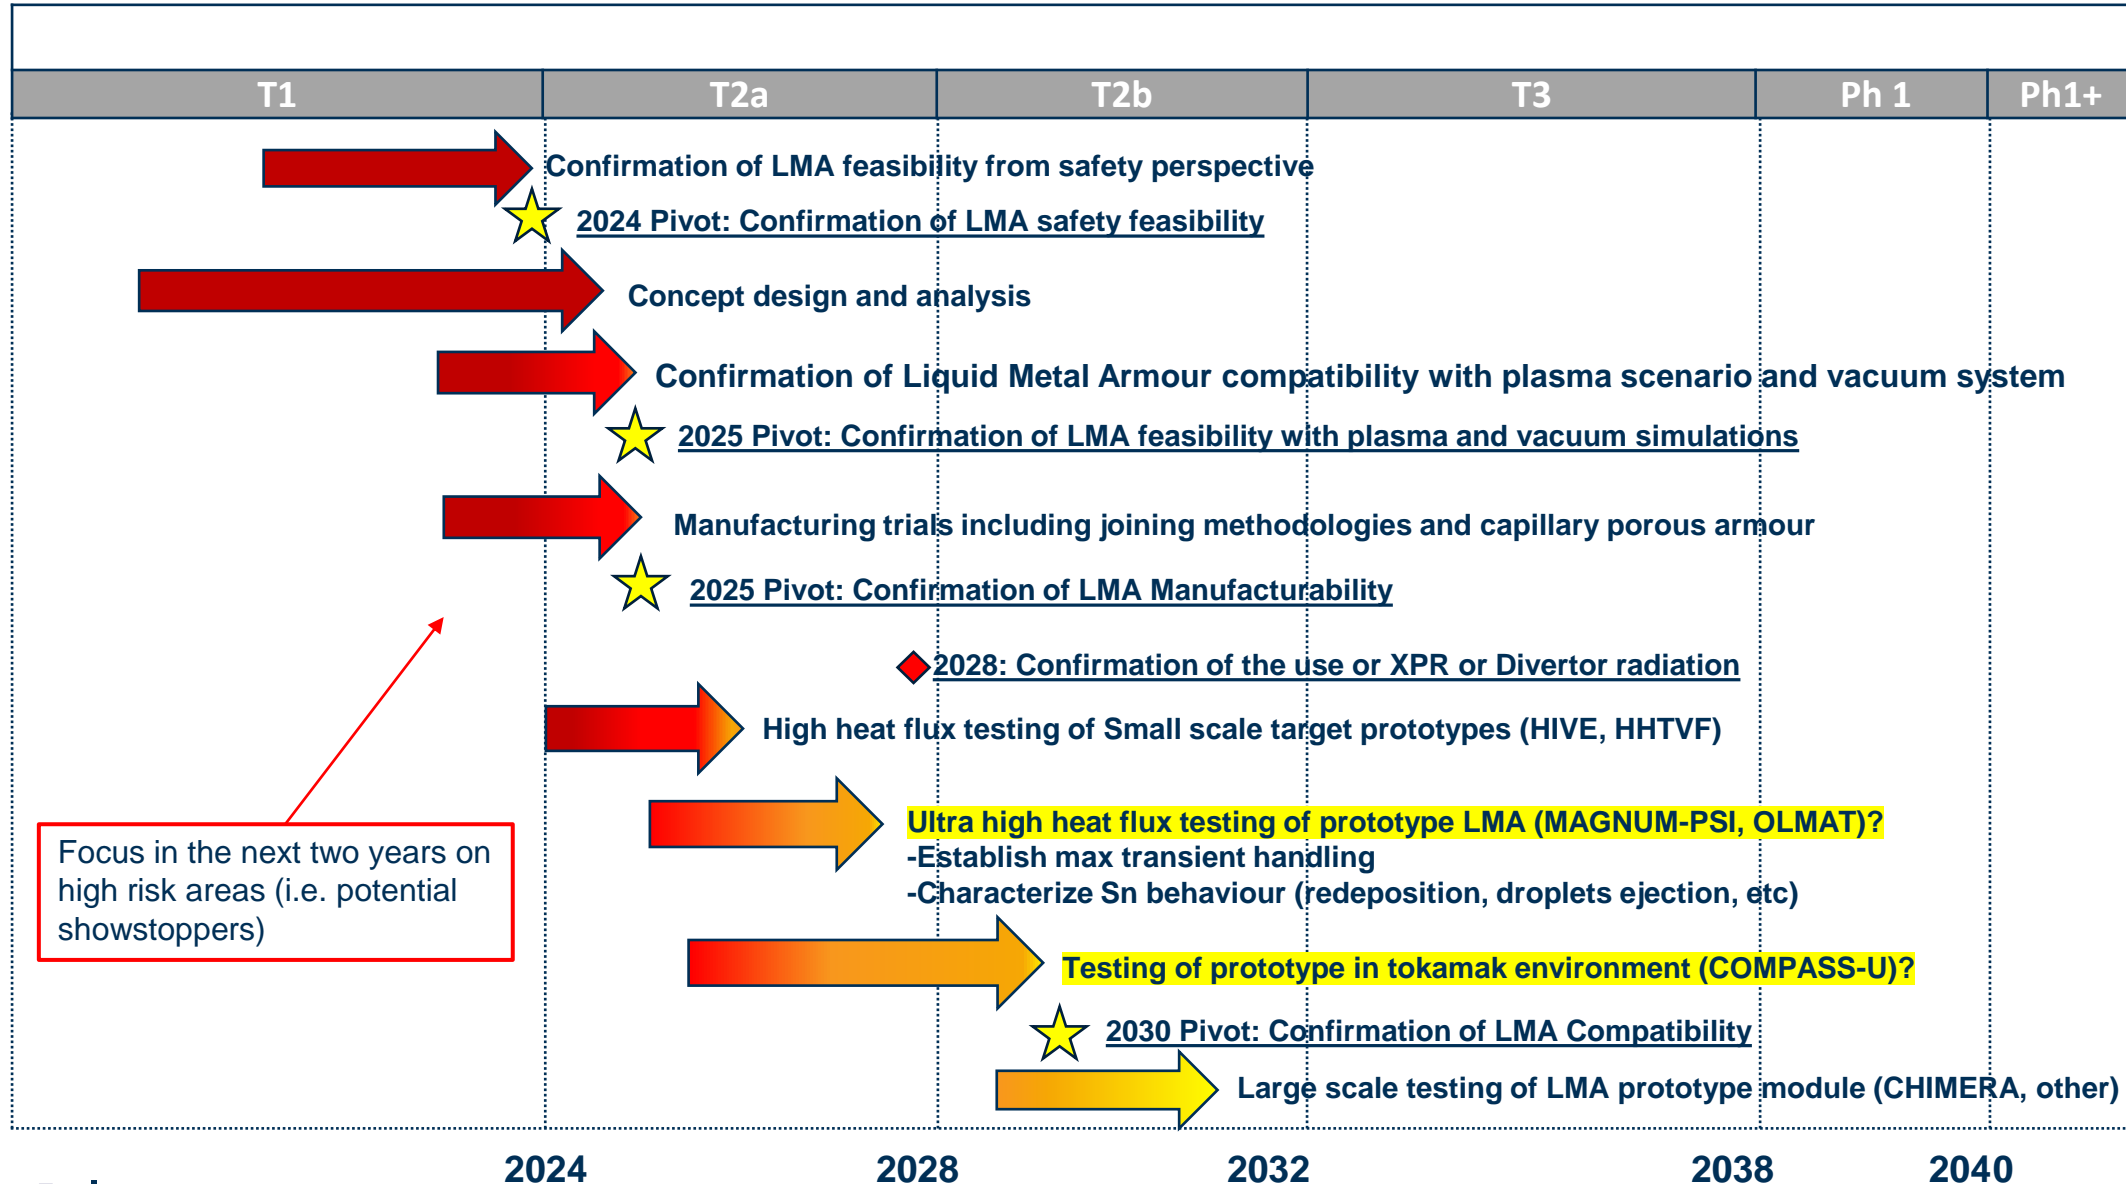 T1 T2a T2b T3 Ph 1 Ph1+
Confirmation of LMA feasibility from safety perspective
2024 Pivot: Confirmation of LMA safety feasibility
Concept design and analysis
Confirmation of Liquid Metal Armour compatibility with plasma scenario and vacuum system
2025 Pivot: Confirmation of LMA feasibility with plasma and vacuum simulations
Manufacturing trials including joining methodologies and capillary porous armour
2025 Pivot: Confirmation of LMA Manufacturability
2028: Confirmation of the use or XPR or Divertor radiation
High heat flux testing of Small scale target prototypes (HIVE, HHTVF)
Ultra high heat flux testing of prototype LMA (MAGNUM-PSI, OLMAT)?
-Establish max transient handling
-Characterize Sn behaviour (redeposition, droplets ejection, etc)
Focus in the next two years on
high risk areas (i.e. potential
showstoppers)
Testing of prototype in tokamak environment (COMPASS-U)?
2030 Pivot: Confirmation of LMA Compatibility
Large scale testing of LMA prototype module (CHIMERA, other)
2024 2028 2032 2038 2040